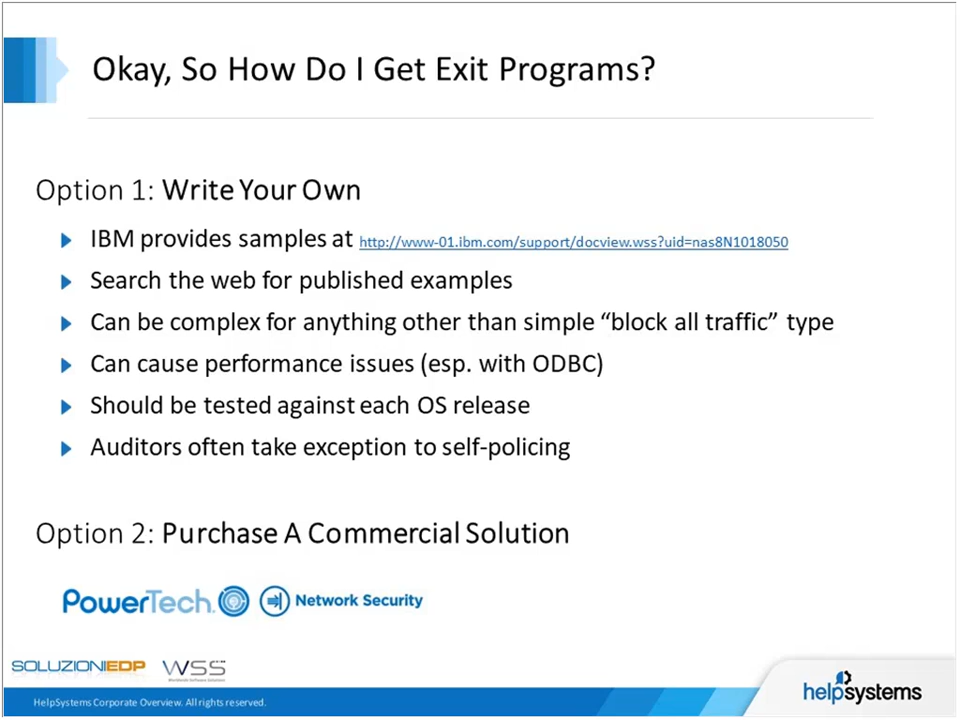 Okay, So How Do I Get Exit Programs?
Option 1: Write Your Own
IBM provides samples at http://www-01.ibm.com/support/docview.wss?uid=nas8N1018050
Search the web for published examples
Can be complex for anything other than simple “block all traffic” type
Can cause performance issues (esp. with ODBC)
Should be tested against each OS release
Auditors often take exception to self-policing
Option 2: Purchase A Commercial Solution
PowerTech. Network Security
SOLUZIONIEDP WSS
Worldwide Software Solutions
HelpSystems Corporate Overview. All rights reserved.
helpsystems